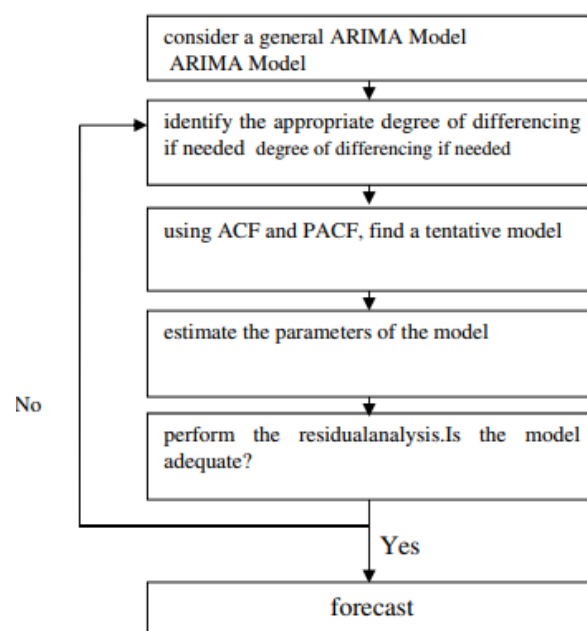 consider a general ARIMA Model
ARIMA Model
identify the appropriate degree of differencing
if needed degree of differencing if needed
using ACF and PACF, find a tentative model
estimate the parameters of the model
No
perform the residualanalysis.Is the model
adequate?
Yes
forecast